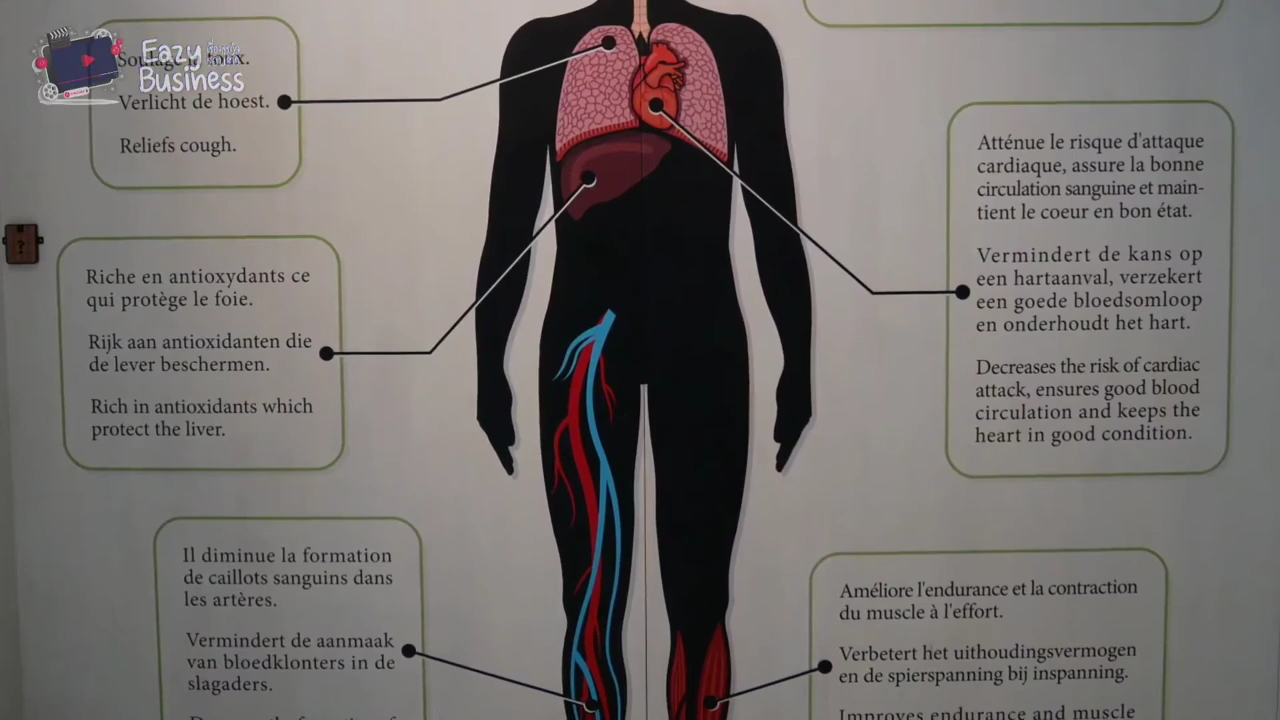 Eazy
Business
Verlicht de hoest.
Reliefs cough.
Riche en antioxydants ce
qui protège le foie.
Rijk aan antioxidanten die
de lever beschermen.
Rich in antioxidants which
protect the liver.
Il diminue la formation
de caillots sanguins dans
les artères.
Vermindert de aanmaak
van bloedklonters in de
slagaders.
Atténue le risque d'attaque
cardiaque, assure la bonne
circulation sanguine et main-
tient le coeur en bon état.
Vermindert de kans op
een hartaanval, verzekert
een goede bloedsomloop
en onderhoudt het hart.
Decreases the risk of cardiac
attack, ensures good blood
circulation and keeps the
heart in good condition.
Améliore l'endurance et la contraction
du muscle à l'effort.
Verbetert het uithoudingsvermogen
en de spierspanning bij inspanning.
Improves endurance and muscle